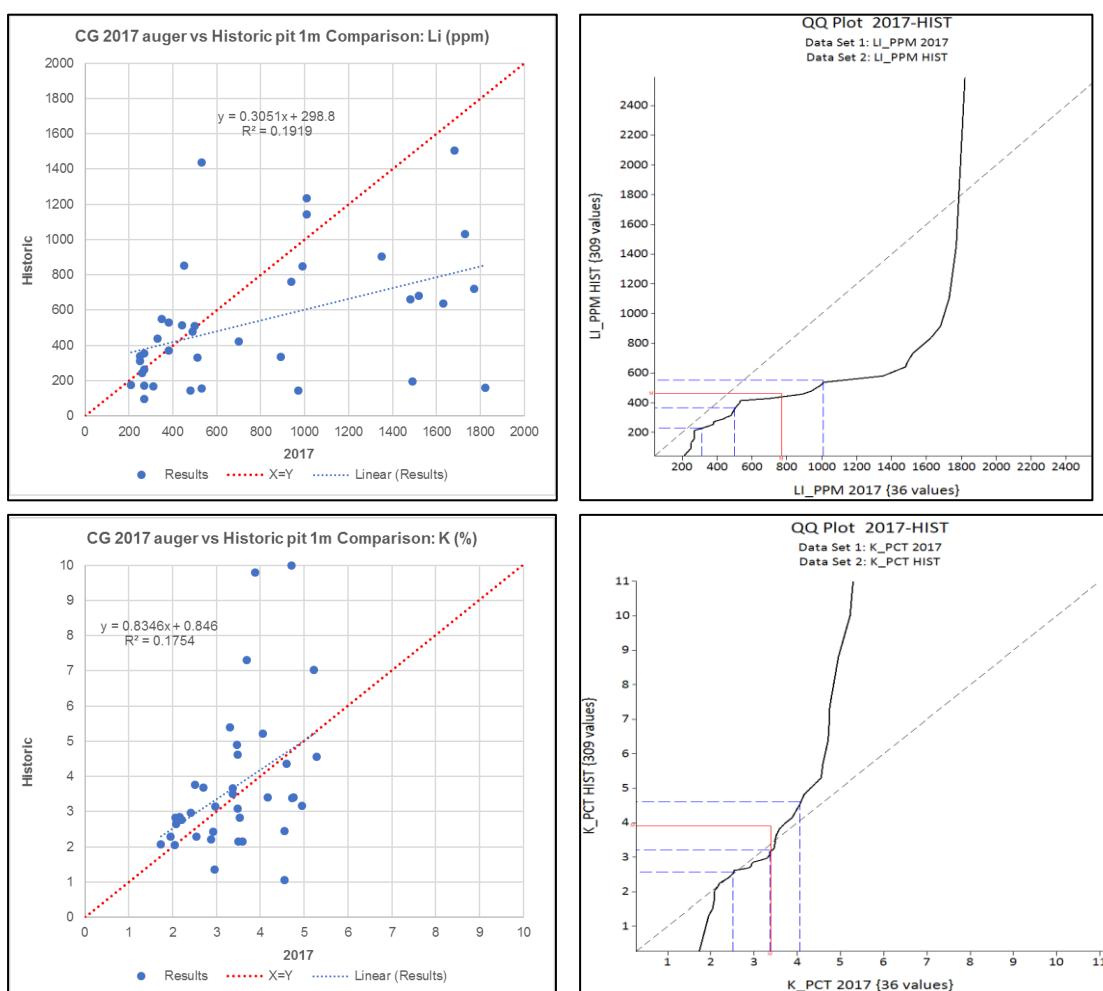 CG 2017 auger vs Historic pit 1m Comparison: Li (ppm)
Historic
2000
1800
1600
1400
1200
1000
800
600
400
200
0
y = 0.3051x + 298.8
R² = 0.1919
0 200 400 600 800 1000 1200 1400 1600 1800 2000
2017
Results X=Y Linear (Results)
QQ Plot 2017-HIST
Data Set 1: LI_PPM 2017
Data Set 2: LI_PPM HIST
LI_PPM HIST {309 values}
2400
2200
2000
1800
1600
1400
1200
1000
800
600
400
200
200 400 600 800 1000 1200 1400 1600 1800 2000 2200 2400
LI_PPM 2017 {36 values}
CG 2017 auger vs Historic pit 1m Comparison: K (%)
Historic
10
9
8
7
6
5
4
3
2
1
0
y = 0.8346x + 0.846
R² = 0.1754
0 1 2 3 4 5 6 7 8 9 10
2017
Results X=Y Linear (Results)
QQ Plot 2017-HIST
Data Set 1: K_PCT 2017
Data Set 2: K_PCT HIST
K_PCT HIST {309 values}
11
10
9
8
7
6
5
4
3
2
1
1 2 3 4 5 6 7 8 9 10 11
K_PCT 2017 {36 values}